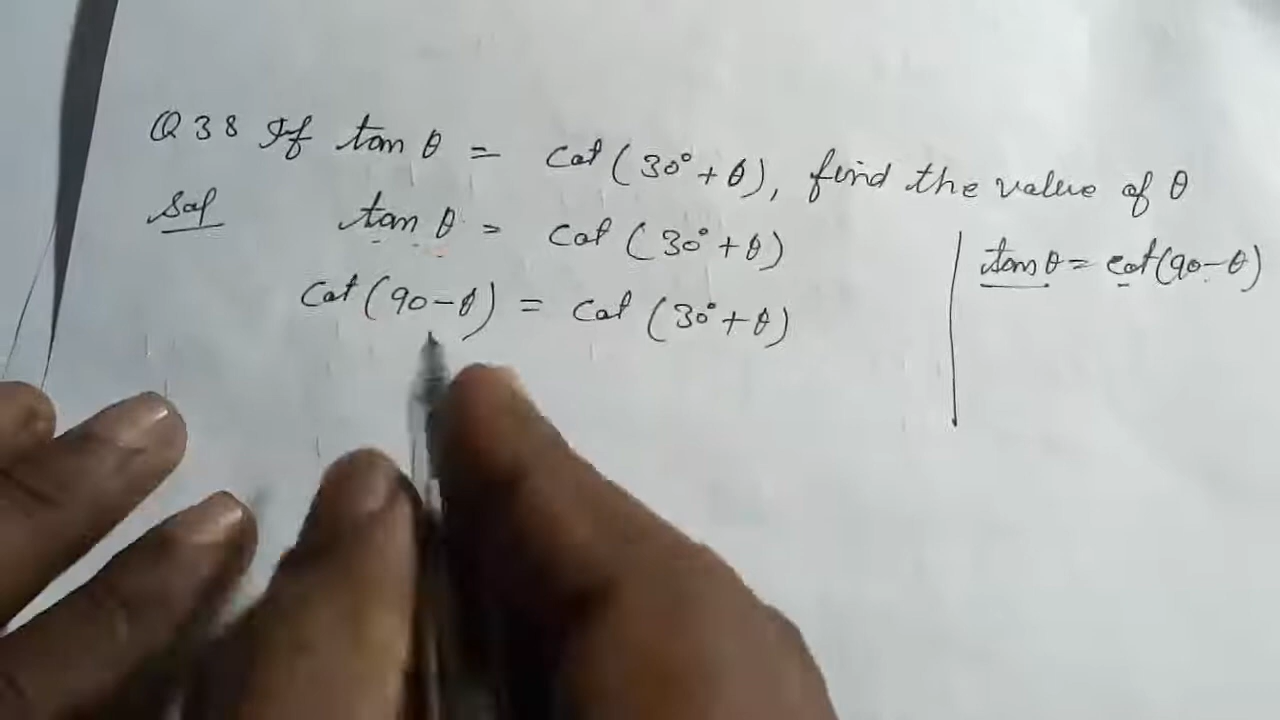 Q38 If tan θ = cot (30° + θ), find the value of θ
Sol tan θ = cot (30° + θ)
cot (90 - θ) = cot (30° + θ)
tan θ = cot (90 - θ)